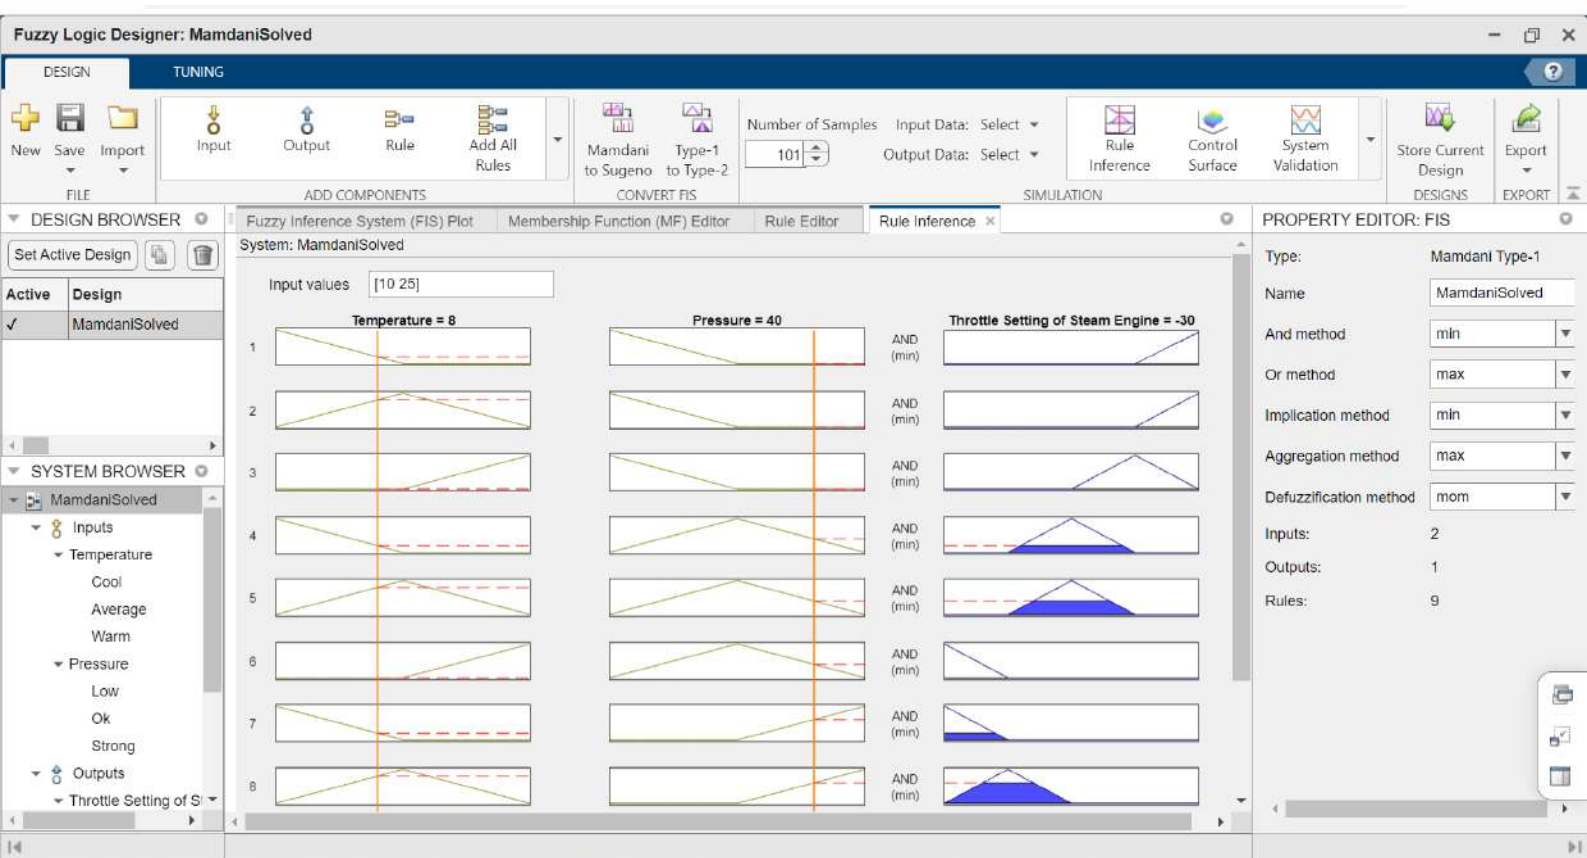 Fuzzy Logic Designer: MamdaniSolved
DESIGN
TUNING
New
Save
Import
FILE
Input
Output
Rule
Add All
Rules
ADD COMPONENTS
Mamdani
to Sugeno
Type-1
to Type-2
CONVERT FIS
Number of Samples
101
Input Data: Select
Output Data: Select
Rule
Inference
Control
Surface
System
Validation
SIMULATION
Store Current
Design
DESIGNS
Export
EXPORT
DESIGN BROWSER
Set Active Design
Active Design
✓ MamdaniSolved
SYSTEM BROWSER
MamdaniSolved
Inputs
Temperature
Cool
Average
Warm
Pressure
Low
Ok
Strong
Outputs
Throttle Setting of
Fuzzy Inference System (FIS) Plot
Membership Function (MF) Editor
Rule Editor
Rule Inference
System: MamdaniSolved
Input values [10 25]
Temperature = 8
Pressure = 40
Throttle Setting of Steam Engine = -30
1 AND
(min)
2 AND
(min)
3 AND
(min)
4 AND
(min)
5 AND
(min)
6 AND
(min)
7 AND
(min)
8 AND
(min)
PROPERTY EDITOR: FIS
Type: Mamdani Type-1
Name MamdaniSolved
And method min
Or method max
Implication method min
Aggregation method max
Defuzzification method mom
Inputs: 2
Outputs: 1
Rules: 9